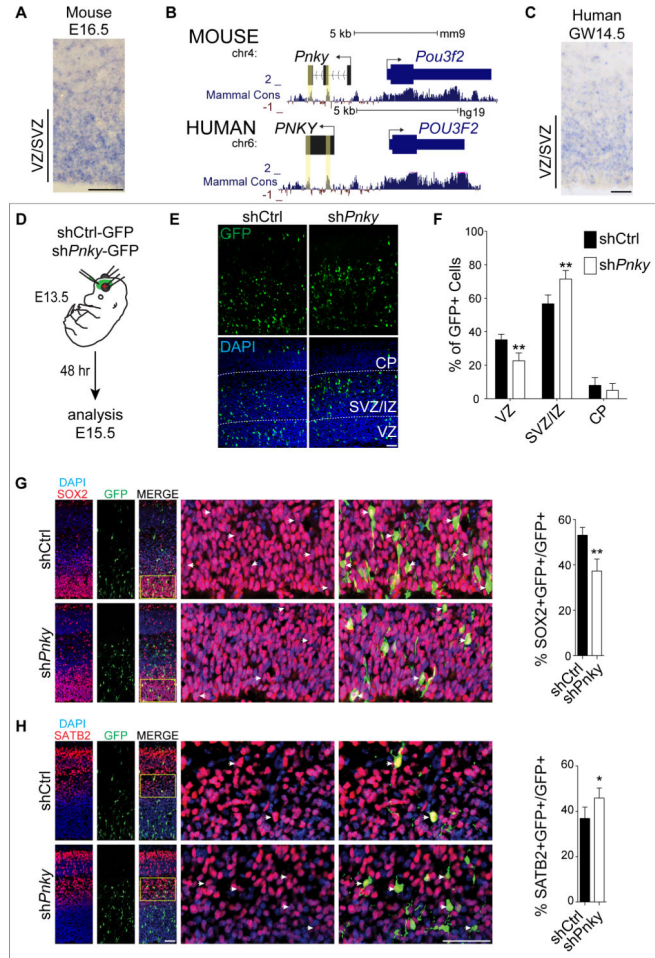 A
Mouse
E16.5
VZ/SVZ
B
5 kb
mm9
MOUSE
chr4:
Pnky
Pou3f2
2 _
Mammal Cons
-1 _
5 kb
hg19
HUMAN
chr6:
PNKY
POU3F2
2 _
Mammal Cons
-1 _
C
Human
GW14.5
VZ/SVZ
D
shCtrl-GFP
shPnky-GFP
E13.5
48 hr
analysis
E15.5
E
shCtrl
shPnky
GFP
DAPI
CP
SVZ/IZ
VZ
F
shCtrl
shPnky
% of GFP+ Cells
100
80
60
40
20
0
**
**
VZ
SVZ/IZ
CP
G
DAPI
SOX2
GFP
MERGE
shCtrl
shPnky
% SOX2+GFP+/GFP+
60
40
20
0
**
shCtrl
shPnky
H
DAPI
SATB2
GFP
MERGE
shCtrl
shPnky
% SATB2+GFP+/GFP+
60
40
20
0
*
shCtrl
shPnky